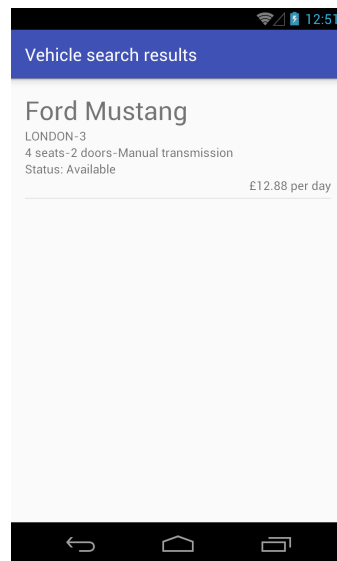 12:51
Vehicle search results
Ford Mustang
LONDON-3
4 seats-2 doors-Manual transmission
Status: Available
£12.88 per day